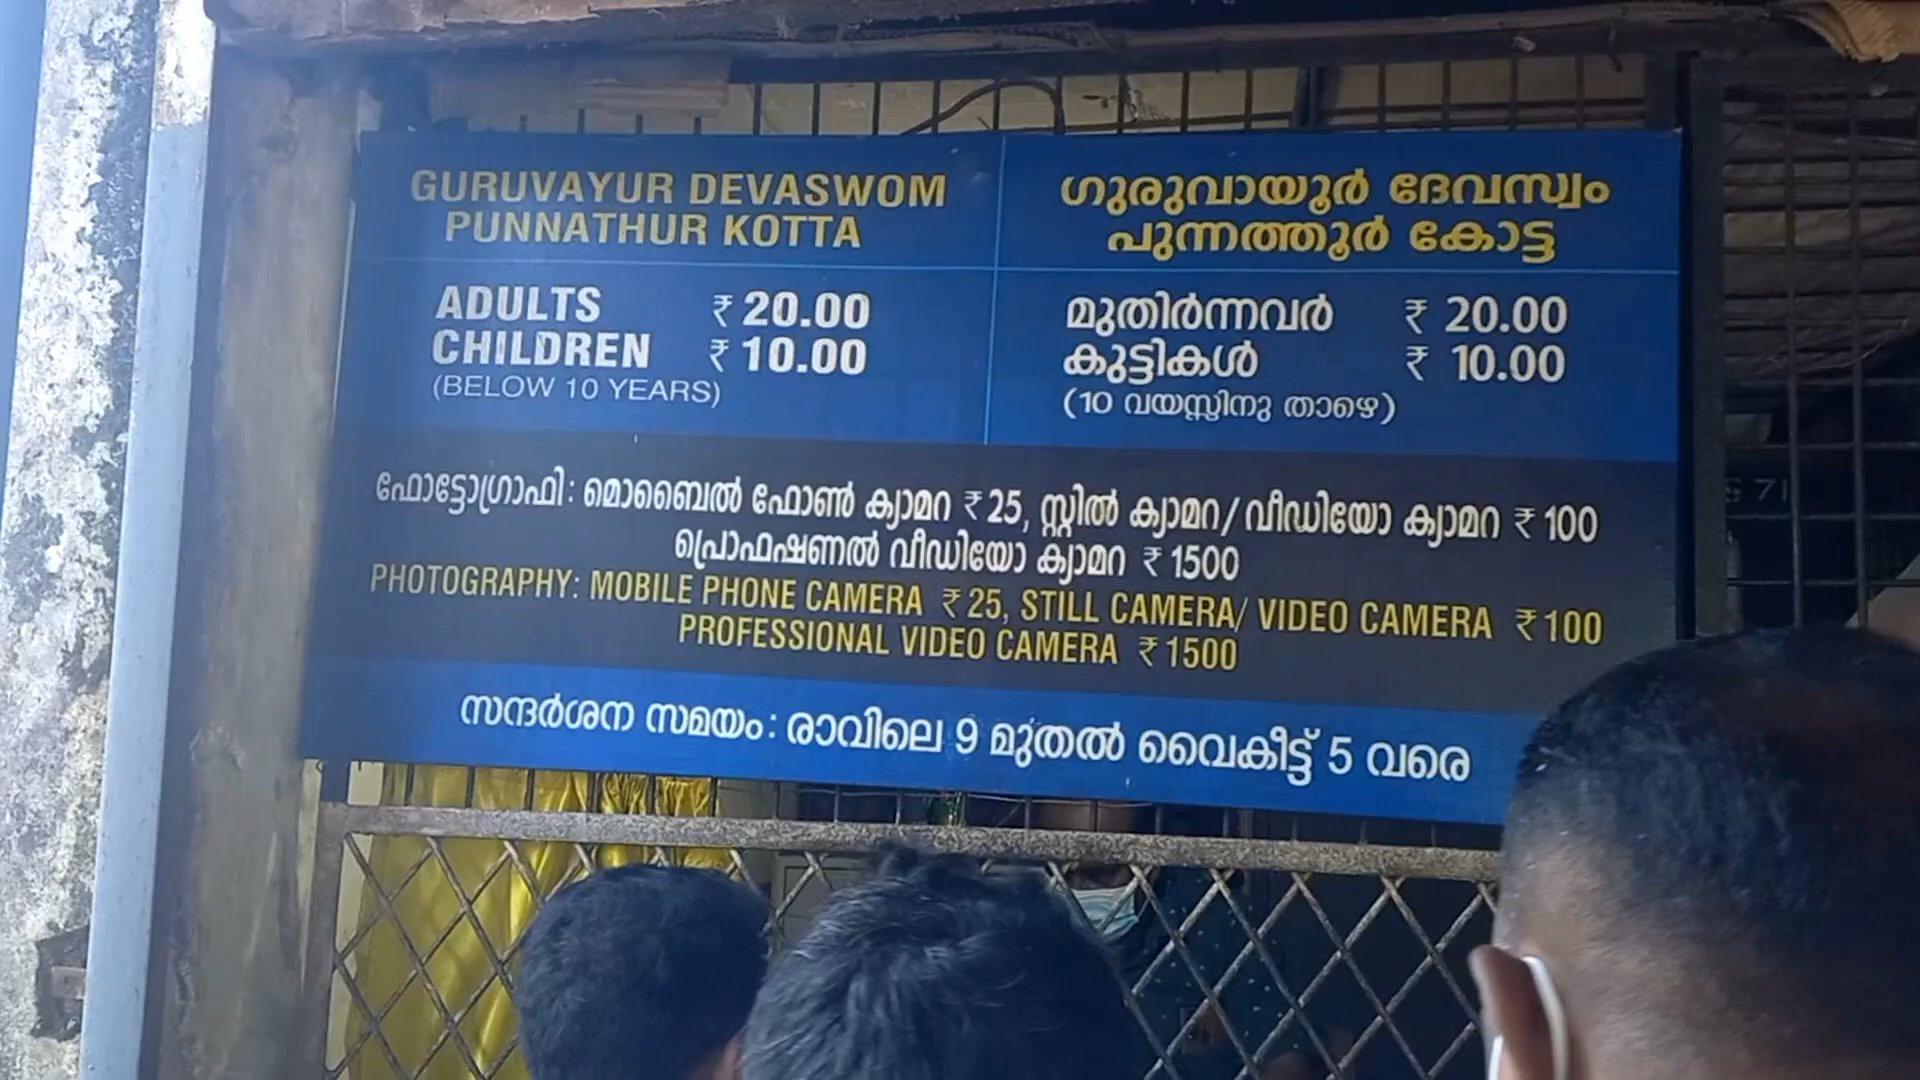 GURUVAYUR DEVASWOM
PUNNATHUR KOTTA
ADULTS ₹ 20.00
CHILDREN ₹ 10.00
(BELOW 10 YEARS)
ഗുരുവായൂർ ദേവസ്വം
പുന്നത്തൂർ കോട്ട
മുതിർന്നവർ ₹ 20.00
കുട്ടികൾ ₹ 10.00
(10 വയസ്സിനു താഴെ)
ഫോട്ടോഗ്രാഫി: മൊബൈൽ ഫോൺ ക്യാമറ ₹ 25, സ്റ്റിൽ ക്യാമറ/ വീഡിയോ ക്യാമറ ₹ 100
പ്രൊഫഷണൽ വീഡിയോ ക്യാമറ ₹ 1500
PHOTOGRAPHY: MOBILE PHONE CAMERA ₹ 25, STILL CAMERA/ VIDEO CAMERA ₹ 100
PROFESSIONAL VIDEO CAMERA ₹ 1500
സന്ദർശന സമയം: രാവിലെ 9 മുതൽ വൈകീട്ട് 5 വരെ